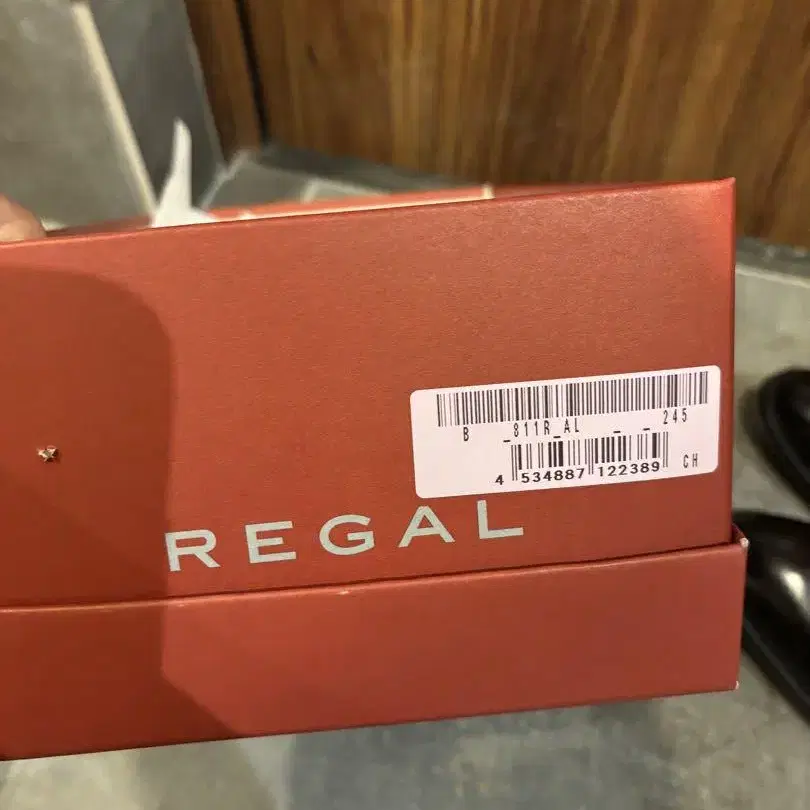 B _811R_AL _ _ 245
4 534887 122389 CH
REGAL